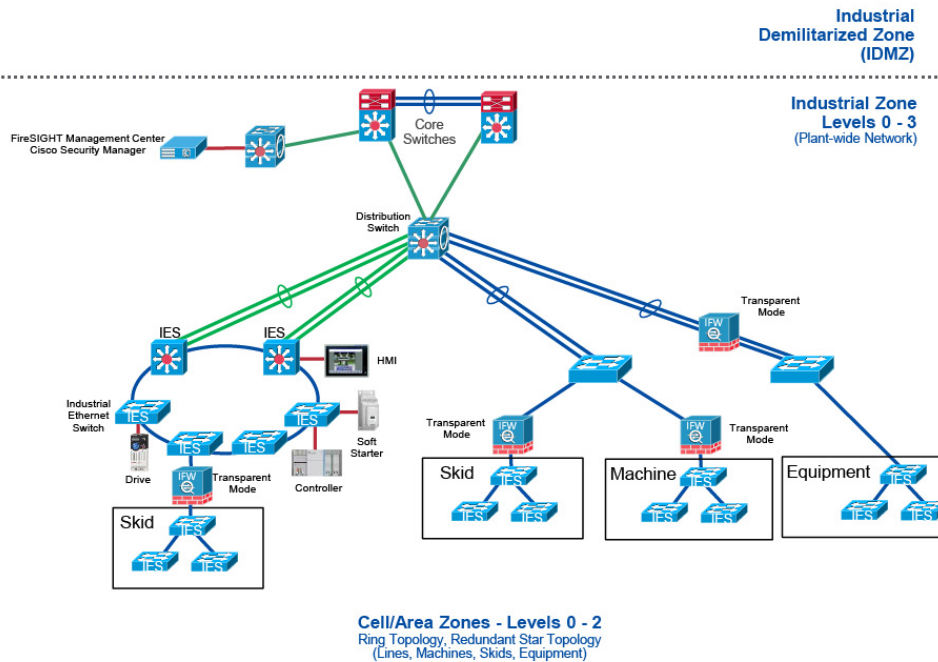 Industrial
Demilitarized Zone
(IDMZ)
Industrial Zone
Levels 0 - 3
(Plant-wide Network)
FireSIGHT Management Center
Cisco Security Manager
Core
Switches
Distribution
Switch
Transparent
Mode
IFW
IES
IES
HMI
Industrial
Ethernet
Switch
IES
IES
IES
IES
Soft
Starter
Drive
Controller
IFW
Transparent
Mode
Skid
IES
IES
IES
Transparent
Mode
IFW
Skid
IES
IES
IES
IFW
Transparent
Mode
Machine
IES
IES
IES
Equipment
IES
IES
IES
Cell/Area Zones - Levels 0 - 2
Ring Topology, Redundant Star Topology
(Lines, Machines, Skids, Equipment)